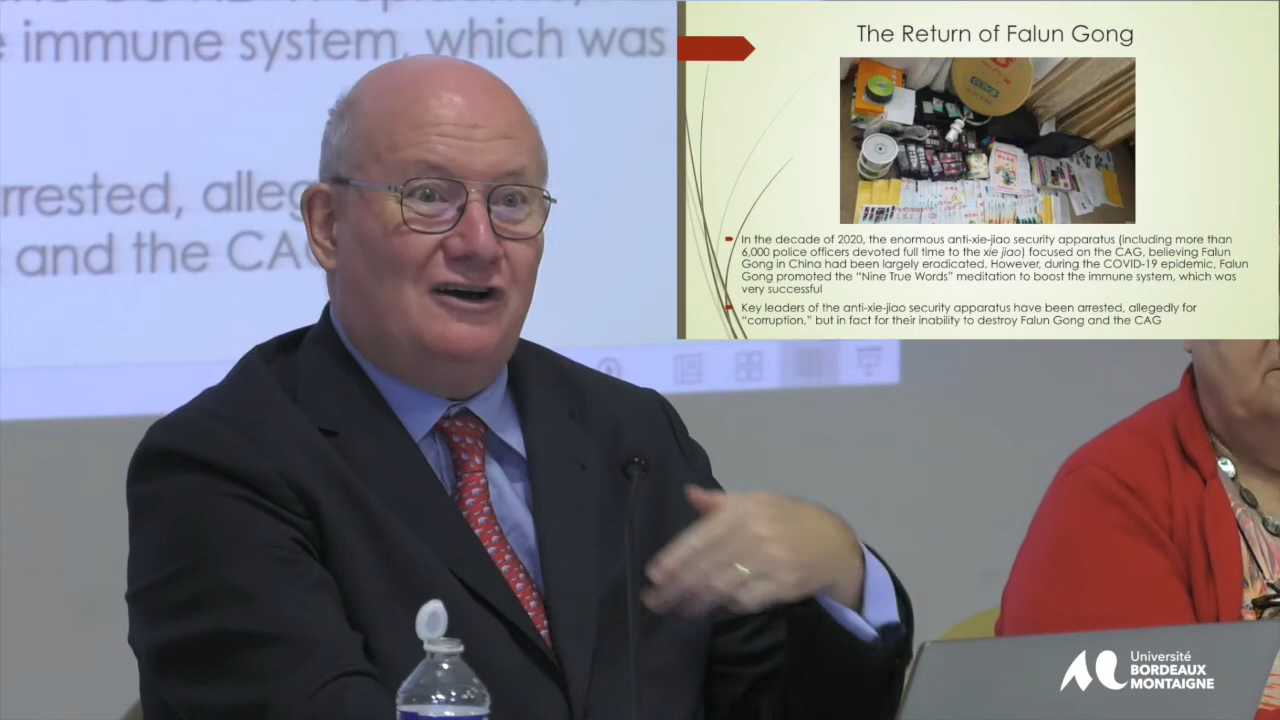 he COVID-19 epidemic,
immune system, which was
rrested, alleg
and the CA
The Return of Falun Gong
In the decade of 2020, the enormous anti-xie-jiao security apparatus (including more than
6,000 police officers devoted full time to the xie jiao) focused on the CAG, believing Falun
Gong in China had been largely eradicated. However, during the COVID-19 epidemic, Falun
Gong promoted the “Nine True Words” meditation to boost the immune system, which was
very successful
Key leaders of the anti-xie-jiao security apparatus have been arrested, allegedly for
“corruption,” but in fact for their inability to destroy Falun Gong and the CAG
Université
BORDEAUX
MONTAIGNE